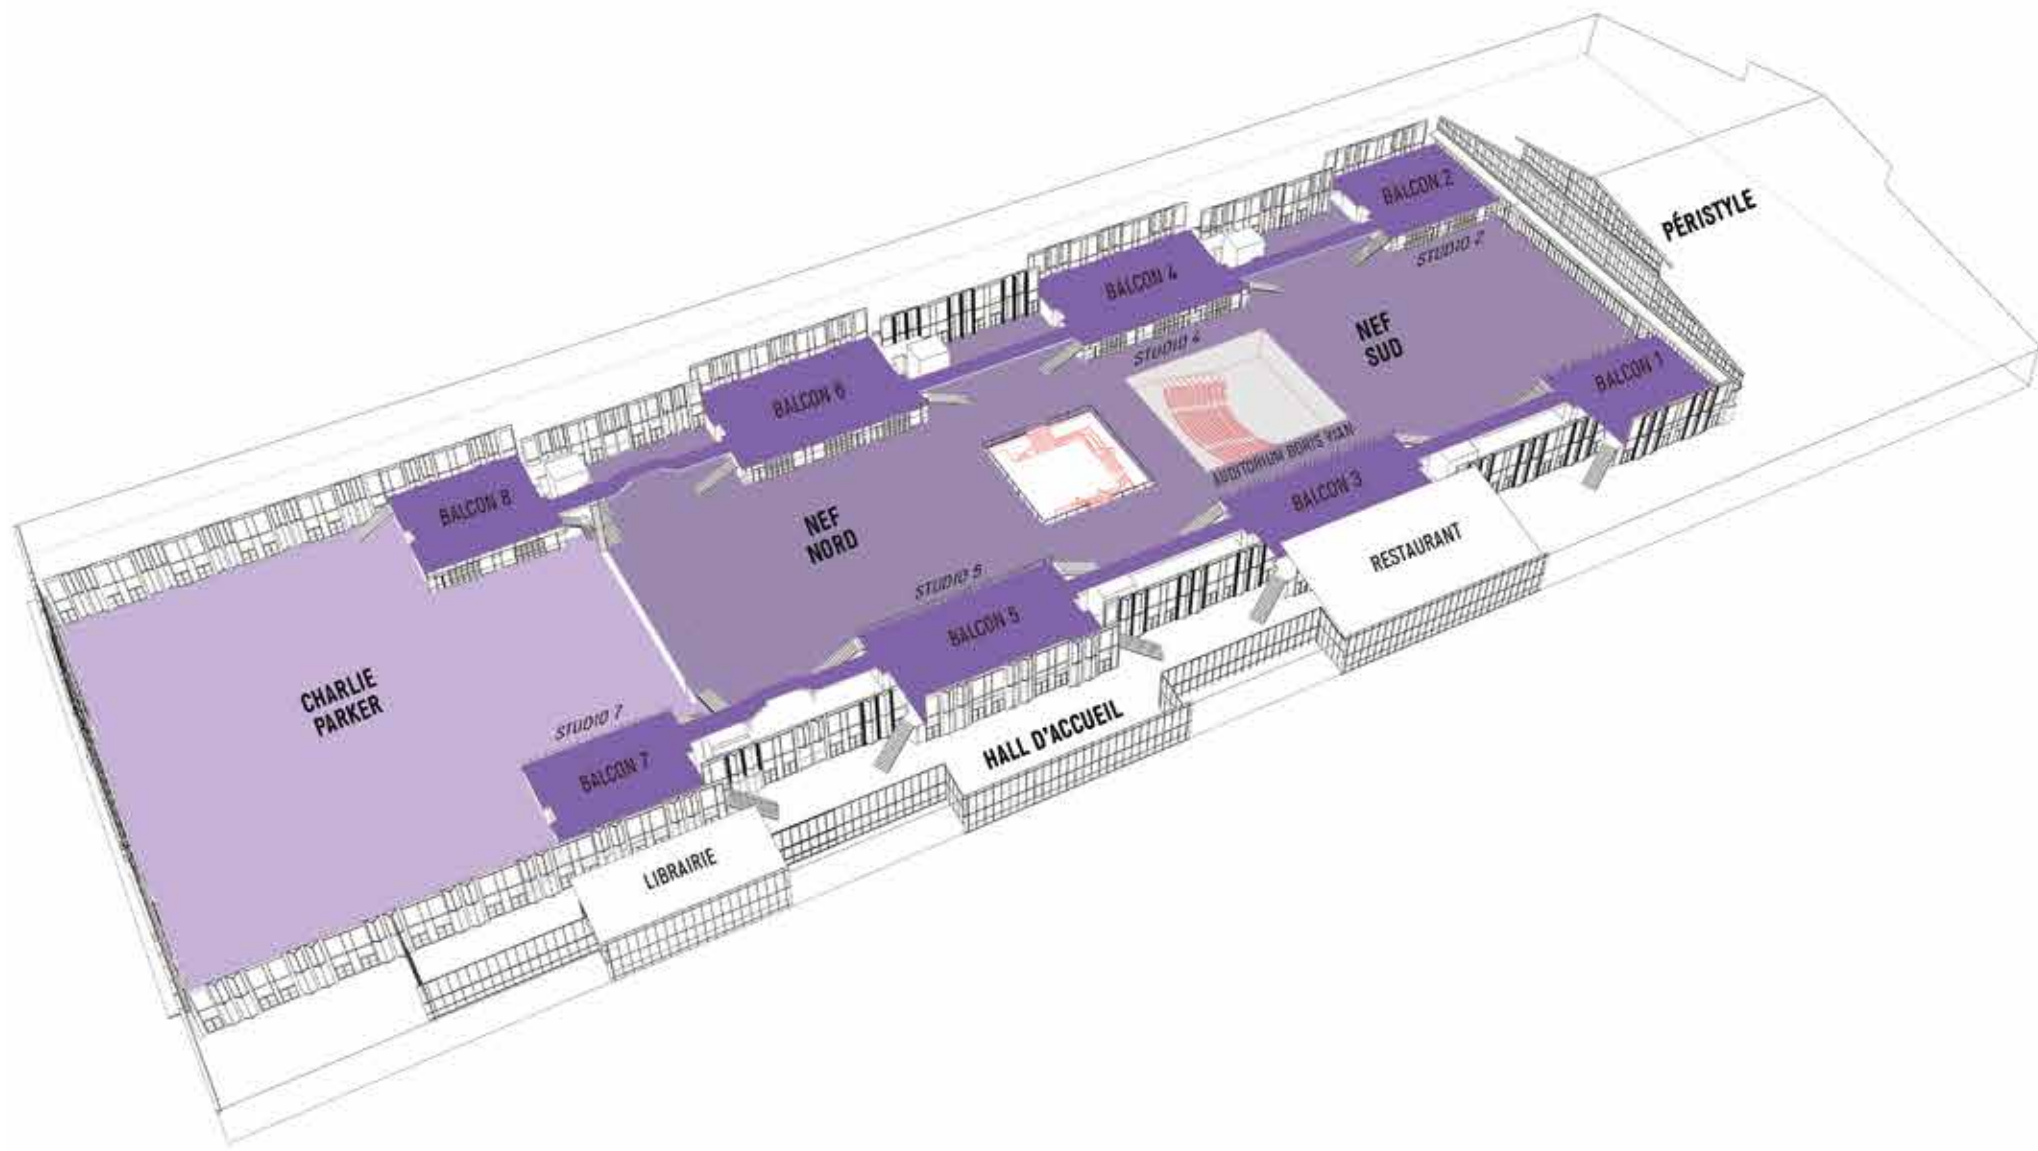 BALCON 2
PÉRISTYLE
STUDIO 2
BALCON 4
NEF
SUD
STUDIO 4
BALCON 1
BALCON 6
AUDITORIUM BORIS VIAN
BALCON 3
BALCON 8
NEF
NORD
RESTAURANT
STUDIO 5
BALCON 5
CHARLIE
PARKER
STUDIO 7
HALL D'ACCUEIL
BALCON 7
LIBRAIRIE